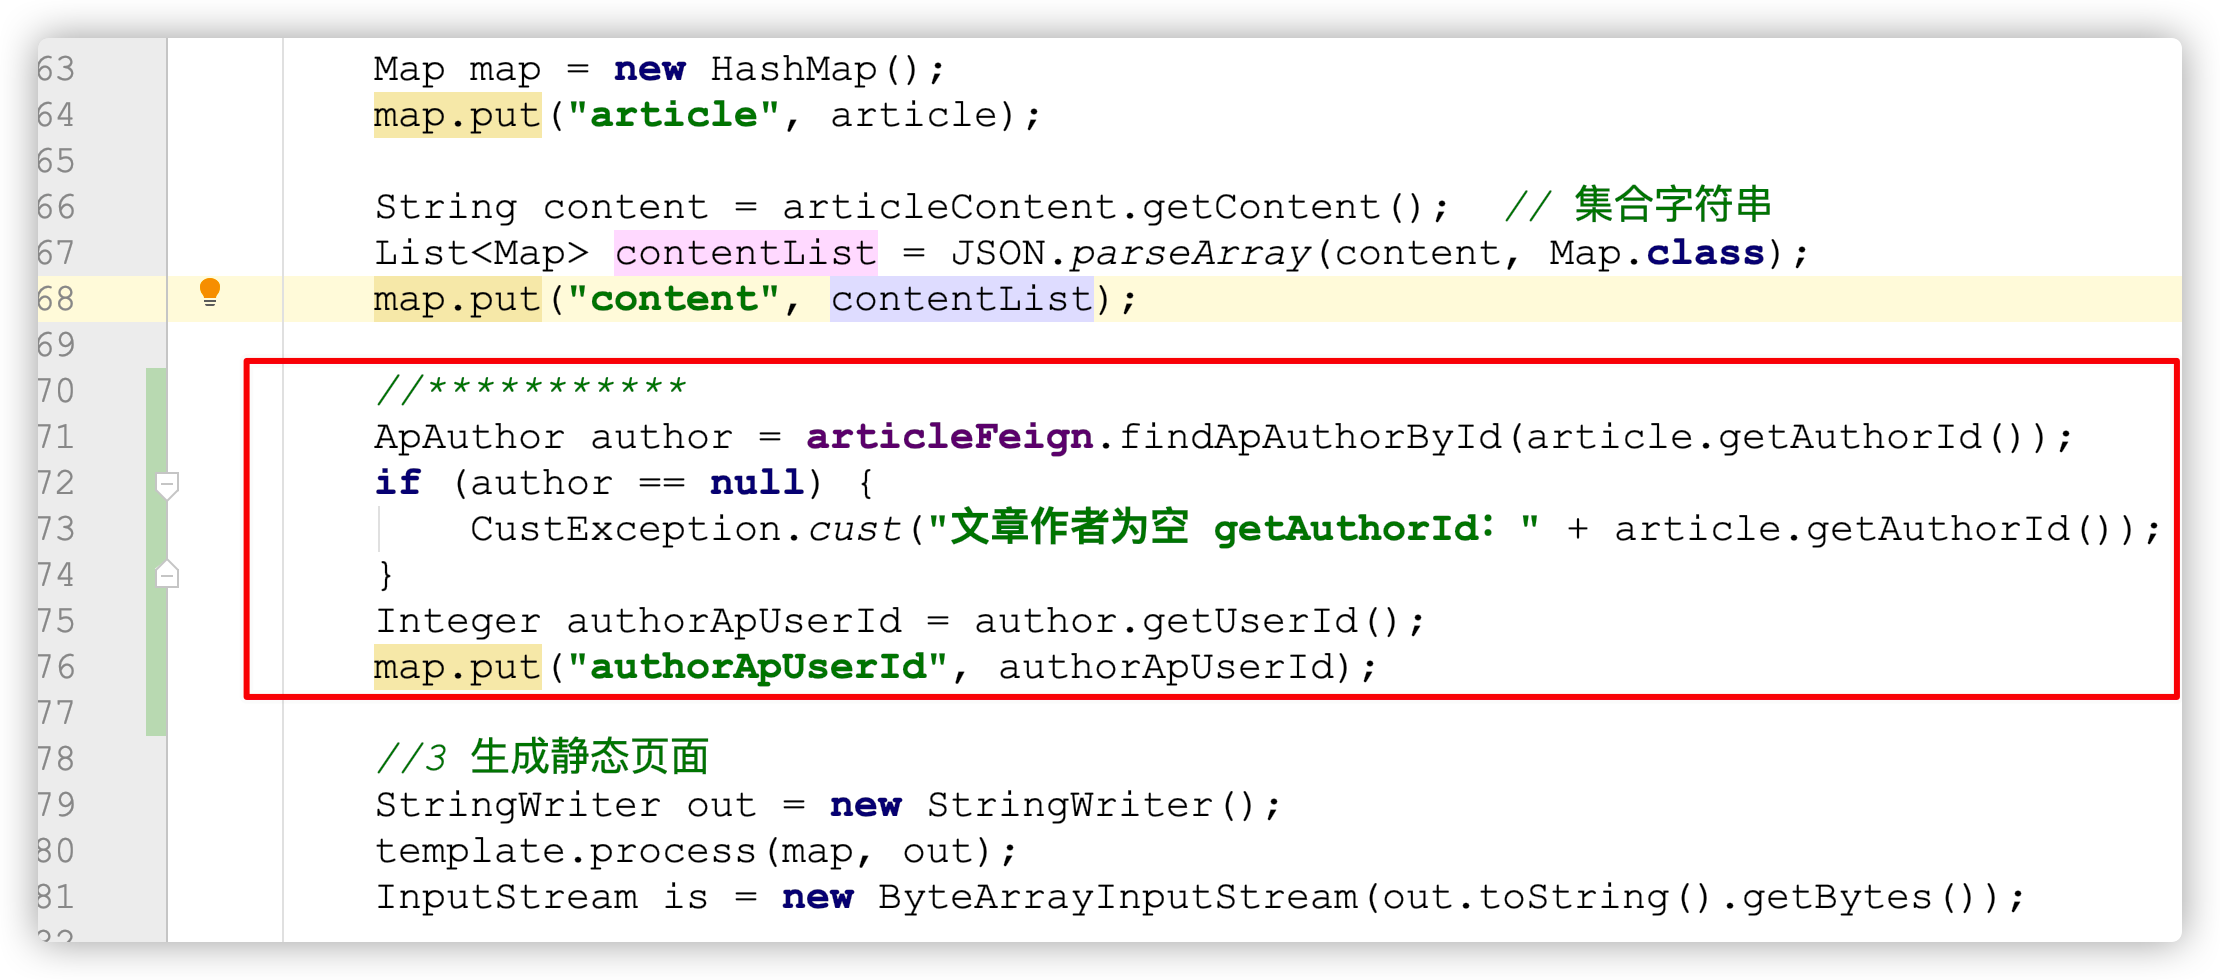 63 Map map = new HashMap();
64 map.put("article", article);
65
66 String content = articleContent.getContent(); // 集合字符串
67 List<Map> contentList = JSON.parseArray(content, Map.class);
68 map.put("content", contentList);
69
70 //***********
71 ApAuthor author = articleFeign.findApAuthorById(article.getAuthorId());
72 if (author == null) {
73 CustException.cust("文章作者为空 getAuthorId：" + article.getAuthorId());
74 }
75 Integer authorApUserId = author.getUserId();
76 map.put("authorApUserId", authorApUserId);
77
78 //3 生成静态页面
79 StringWriter out = new StringWriter();
80 template.process(map, out);
81 InputStream is = new ByteArrayInputStream(out.toString().getBytes());